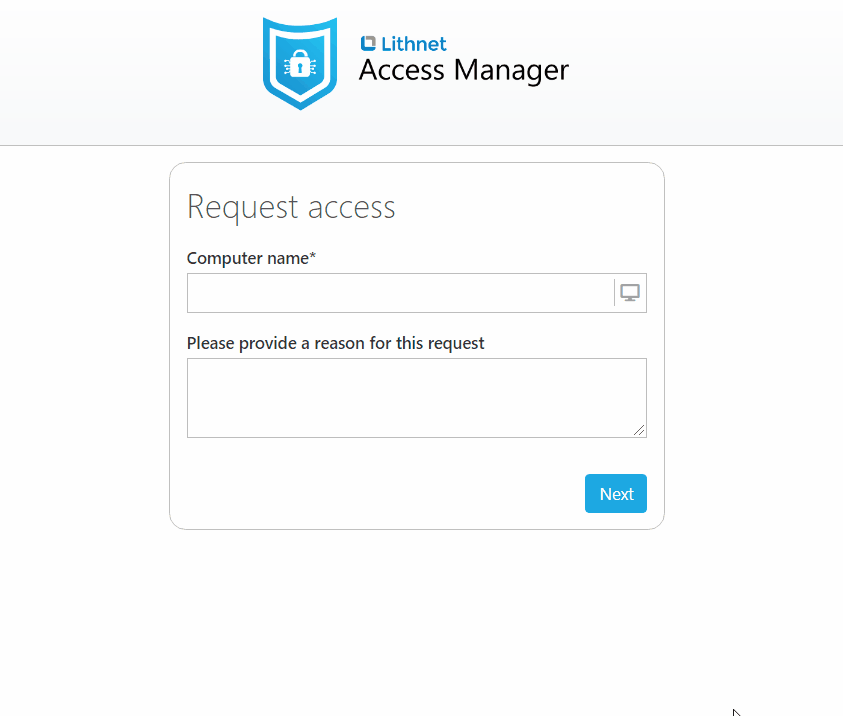 Lithnet
Access Manager
Request access
Computer name*
Please provide a reason for this request
Next